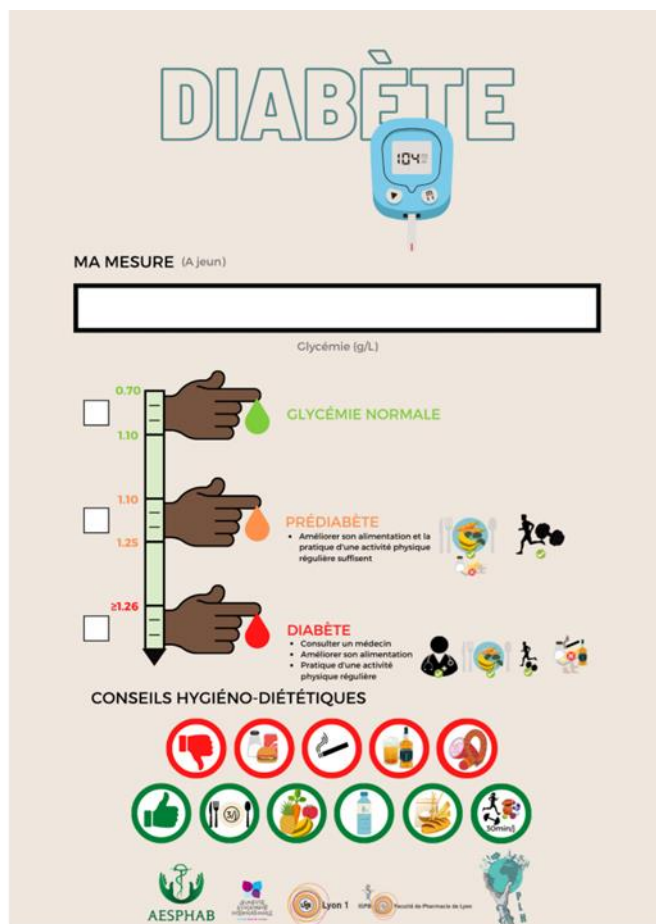 DIABÈTE
104
MA MESURE (A jeun)
Glycémie (g/L)
0.70
GLYCÉMIE NORMALE
1.10
1.10
PRÉDIABÈTE
• Améliorer son alimentation et la
pratique d'une activité physique
régulière suffisent
1.25
≥1.26
DIABÈTE
• Consulter un médecin
• Améliorer son alimentation
• Pratique d'une activité
physique régulière
CONSEILS HYGIÉNO-DIÉTÉTIQUES
3/j
30min/j
AESPHAB
Lyon 1
Faculté de Pharmacie de Lyon